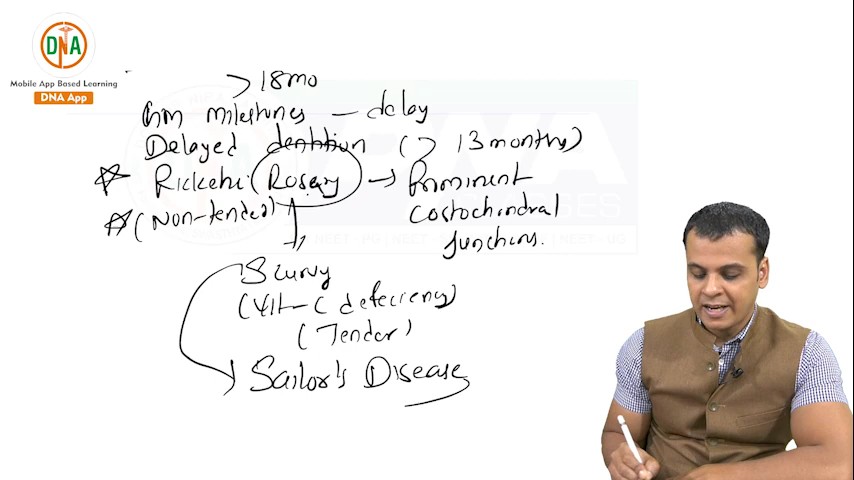 DNA
Mobile App Based Learning
DNA App
> 18mo
Gm milestones — delay
Delayed dentition (> 13 months)
Ricketic (Rosary → Prominent
(Non-tender) Costochondral
junctions.
Scurvy
(Vit-C deficiency)
(Tender)
Sailor's Disease